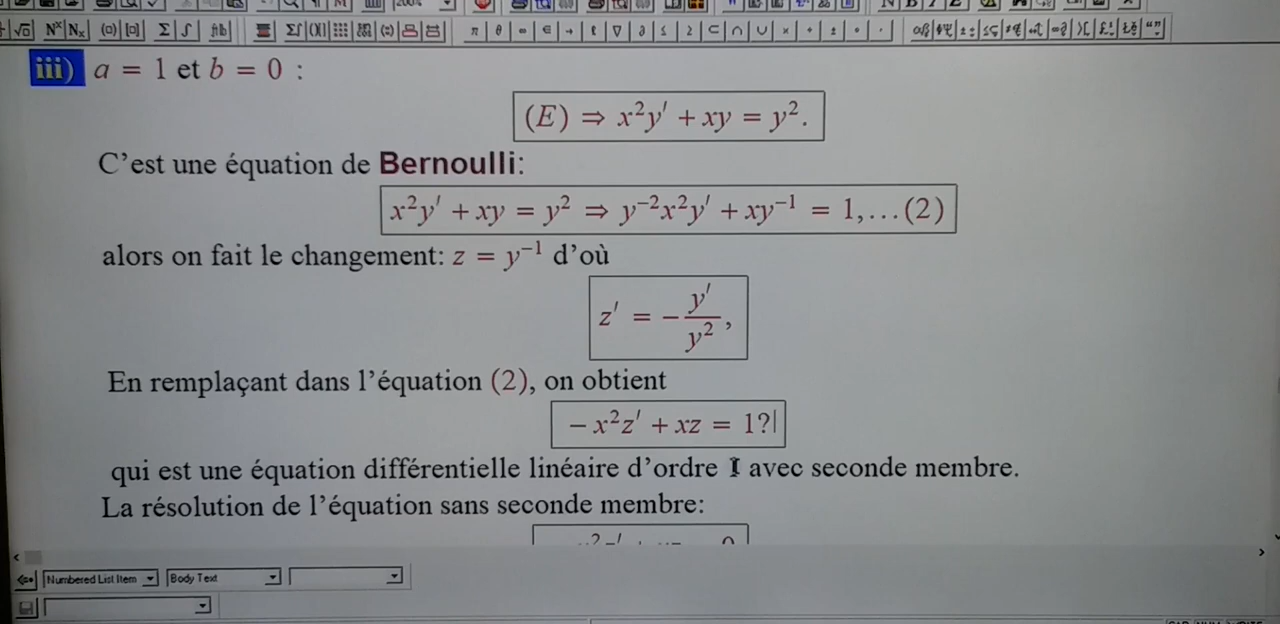 iii) a = 1 et b = 0 :
(E) ⇒ x²y′ + xy = y².
C'est une équation de Bernoulli:
x²y′ + xy = y² ⇒ y⁻²x²y′ + xy⁻¹ = 1,…(2)
alors on fait le changement: z = y⁻¹ d'où
z′ = −y′/y²,
En remplaçant dans l'équation (2), on obtient
−x²z′ + xz = 1?
qui est une équation différentielle linéaire d'ordre 1 avec seconde membre.
La résolution de l'équation sans seconde membre:
Numbered List Item Body Text